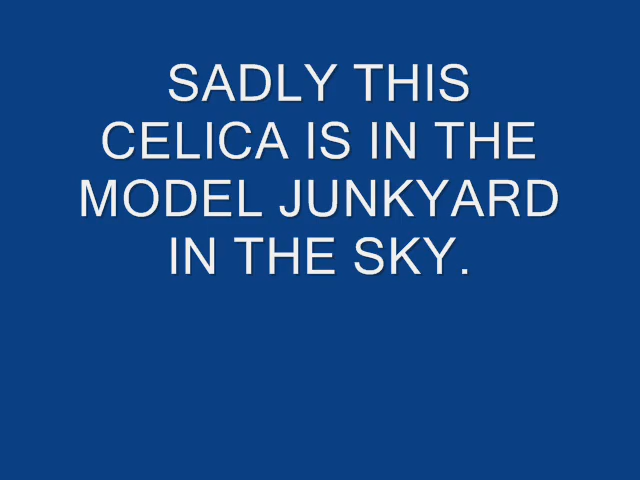 SADLY THIS
CELICA IS IN THE
MODEL JUNKYARD
IN THE SKY.